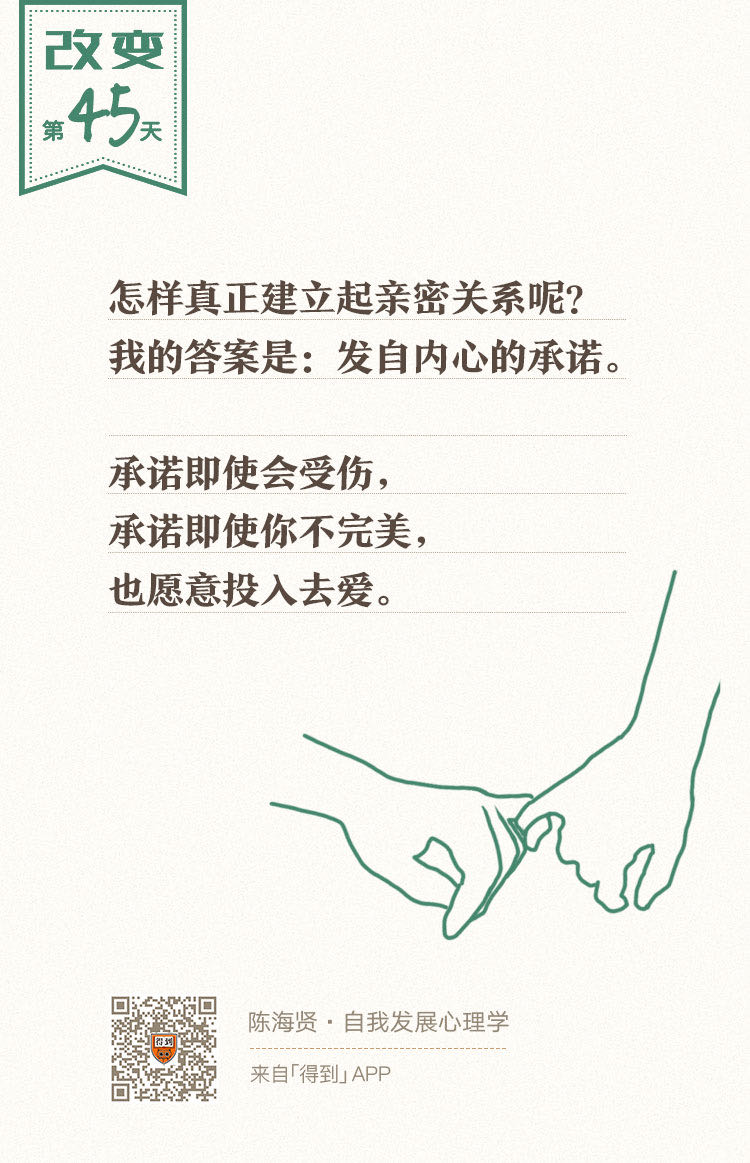 改变
第45天
怎样真正建立起亲密关系呢?
我的答案是：发自内心的承诺。
承诺即使会受伤，
承诺即使你不完美，
也愿意投入去爱。
得到
陈海贤·自我发展心理学
来自「得到」APP